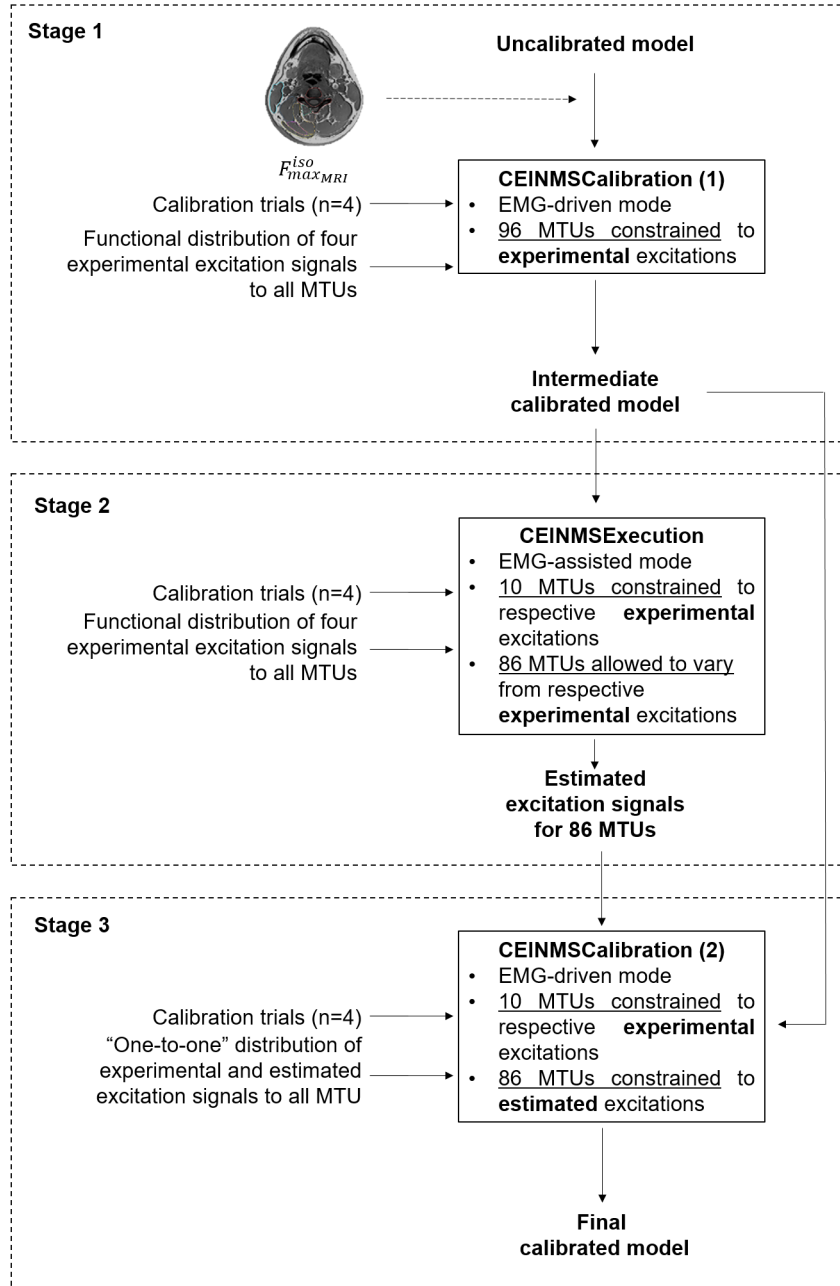 Stage 1
Uncalibrated model
F^{iso}_{max_{MRI}}
CEINMSCalibration (1)
• EMG-driven mode
• 96 MTUs constrained to
experimental excitations
Calibration trials (n=4)
Functional distribution of four
experimental excitation signals
to all MTUs
Intermediate
calibrated model
Stage 2
CEINMSExecution
• EMG-assisted mode
• 10 MTUs constrained to
respective experimental
excitations
• 86 MTUs allowed to vary
from respective
experimental excitations
Calibration trials (n=4)
Functional distribution of four
experimental excitation signals
to all MTUs
Estimated
excitation signals
for 86 MTUs
Stage 3
CEINMSCalibration (2)
• EMG-driven mode
• 10 MTUs constrained to
respective experimental
excitations
• 86 MTUs constrained to
estimated excitations
Calibration trials (n=4)
“One-to-one” distribution of
experimental and estimated
excitation signals to all MTU
Final
calibrated model